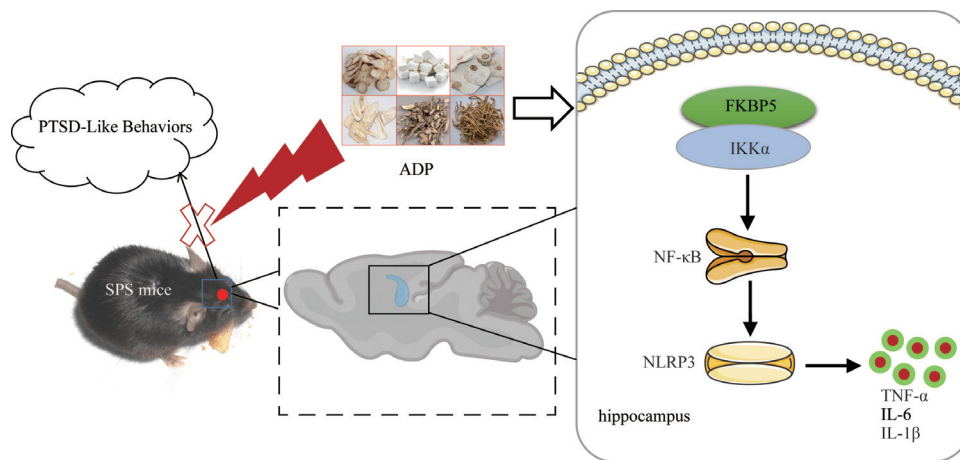 PTSD-Like Behaviors
ADP
SPS mice
FKBP5
IKKα
NF-κB
NLRP3
TNF-α
IL-6
IL-1β
hippocampus